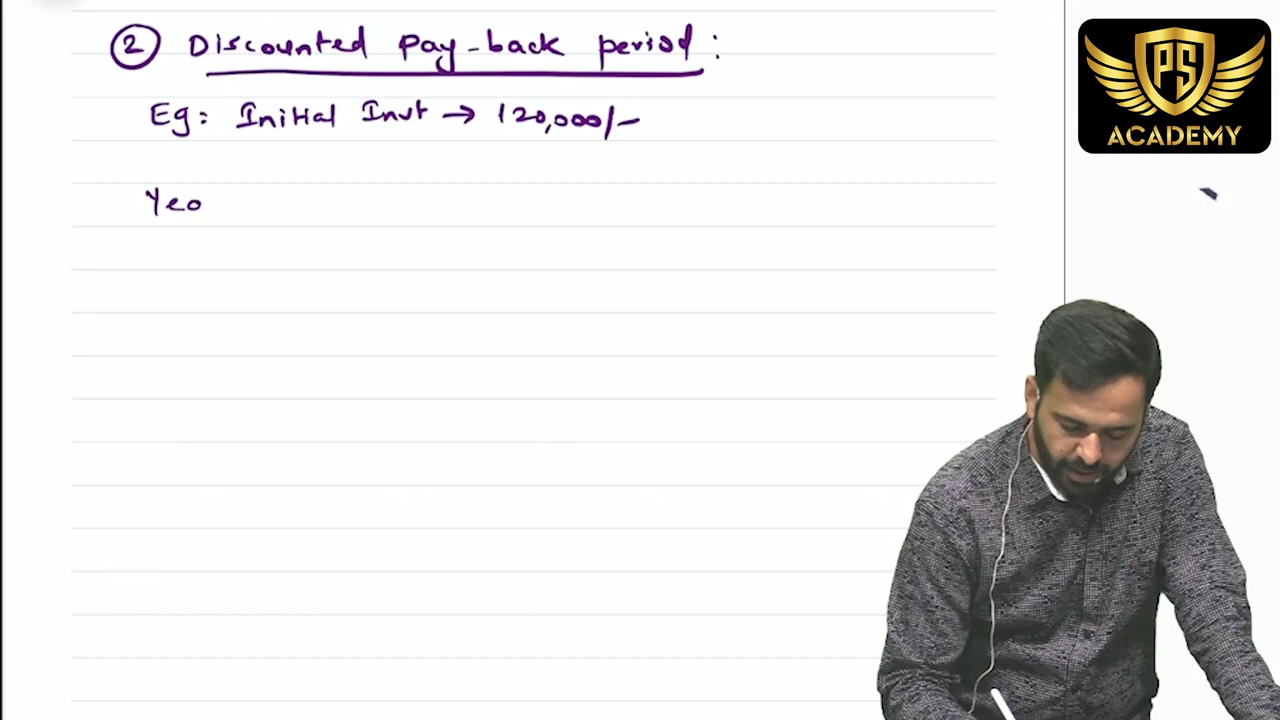 ② Discounted Pay-back period:
Eg: Initial Invt → 120,000/-
Yeo
PS
ACADEMY